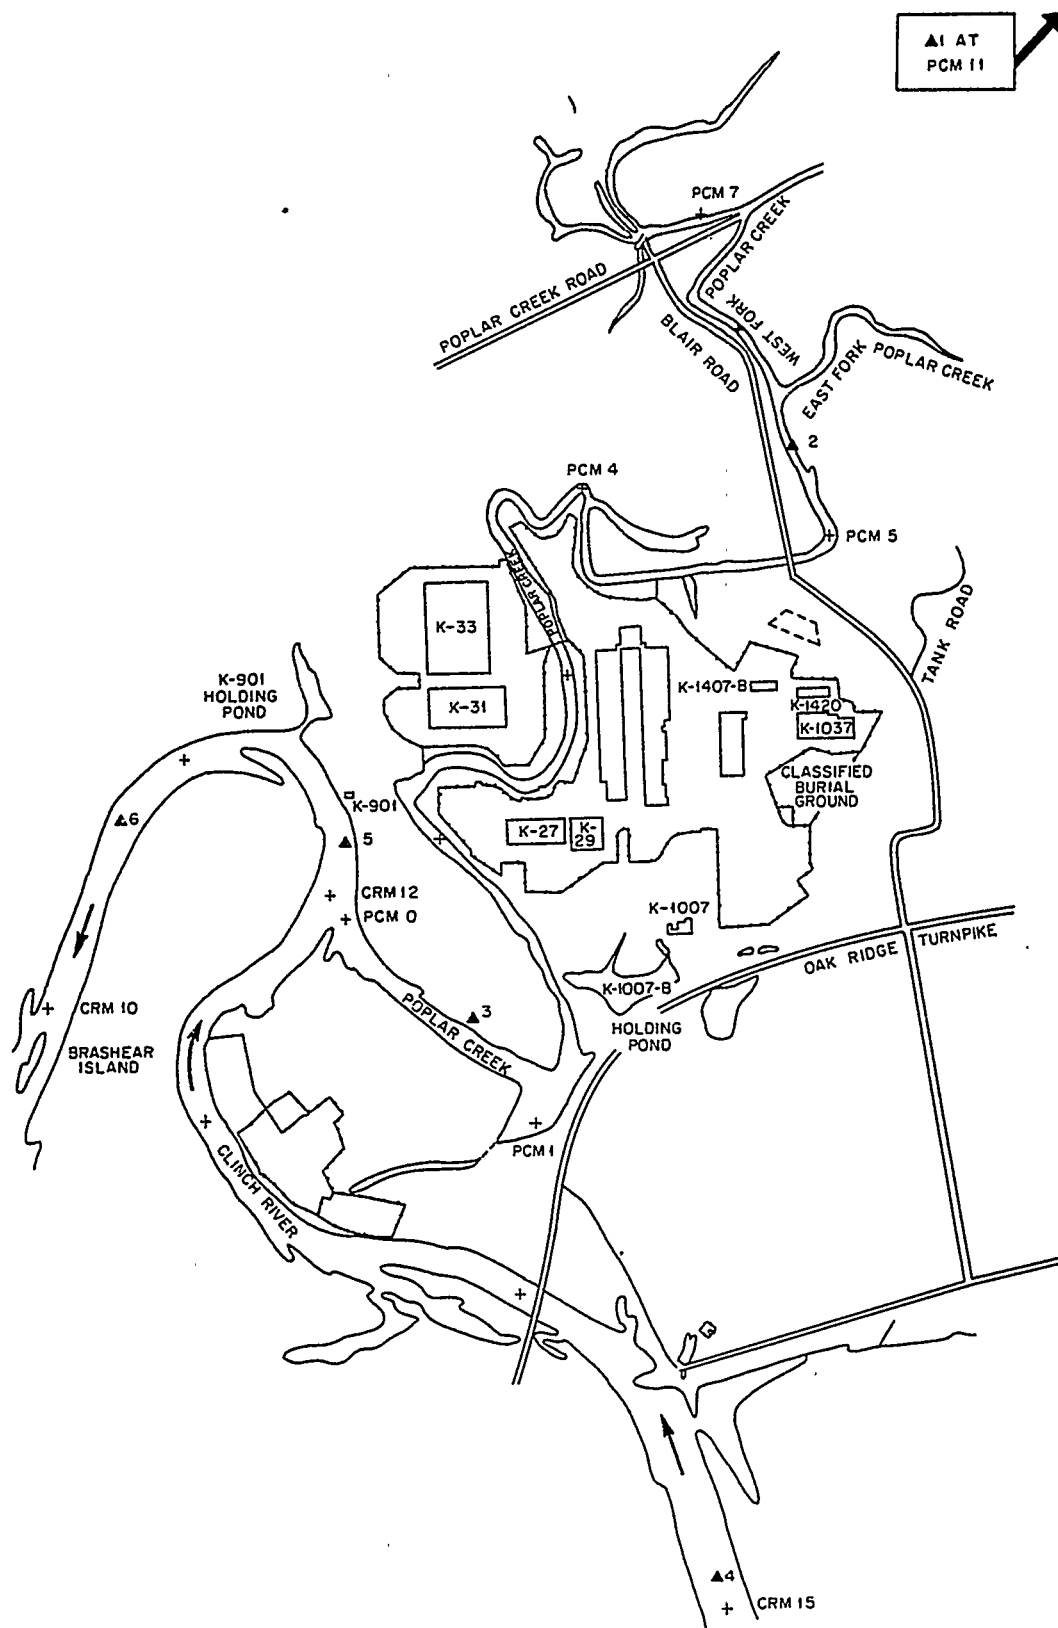 ▲1 AT
PCM 11
PCM 7
POPLAR CREEK ROAD
WEST FORK
POPLAR CREEK
BLAIR ROAD
EAST FORK
POPLAR CREEK
▲ 2
PCM 4
PCM 5
POPLAR CREEK
TANK ROAD
K-33
K-31
K-901
HOLDING
POND
K-1407-B
K-1420
K-1037
CLASSIFIED
BURIAL
GROUND
K-901
▲6
▲ 5
K-27
K-
29
CRM 12
PCM 0
K-1007
OAK RIDGE TURNPIKE
K-1007-B
HOLDING
POND
CRM 10
▲3
POPLAR CREEK
BRASHEAR
ISLAND
PCM 1
CLINCH RIVER
▲4
CRM 15